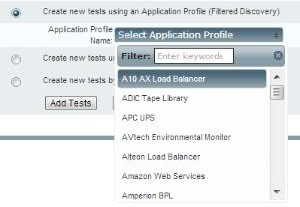 Create new tests using an Application Profile (Filtered Discovery)
Application Profile Name:
Select Application Profile
Filter: Enter keywords
Create new tests u
A10 AX Load Balancer
ADIC Tape Library
Create new tests by
APC UPS
Add Tests
AVtech Environmental Monitor
Alteon Load Balancer
Amazon Web Services
Amperion BPL